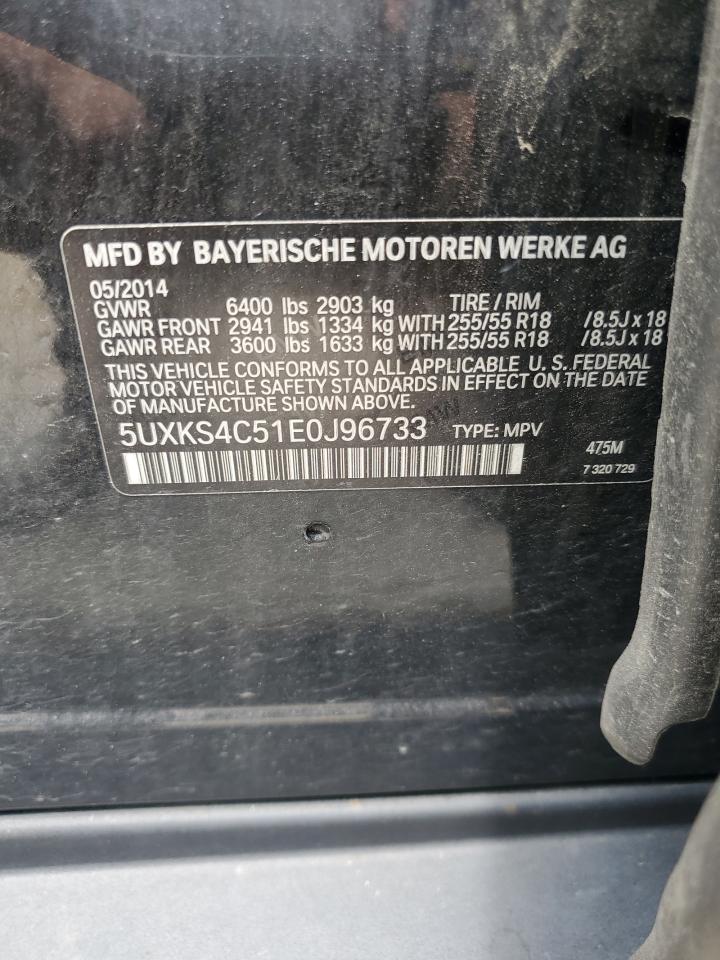 MFD BY BAYERISCHE MOTOREN WERKE AG
05/2014
GVWR 6400 lbs 2903 kg TIRE / RIM
GAWR FRONT 2941 lbs 1334 kg WITH 255/55 R18 /8.5J x 18
GAWR REAR 3600 lbs 1633 kg WITH 255/55 R18 /8.5J x 18
THIS VEHICLE CONFORMS TO ALL APPLICABLE U. S. FEDERAL
MOTOR VEHICLE SAFETY STANDARDS IN EFFECT ON THE DATE
OF MANUFACTURE SHOWN ABOVE.
5UXKS4C51E0J96733 TYPE: MPV
475M
7 320 729